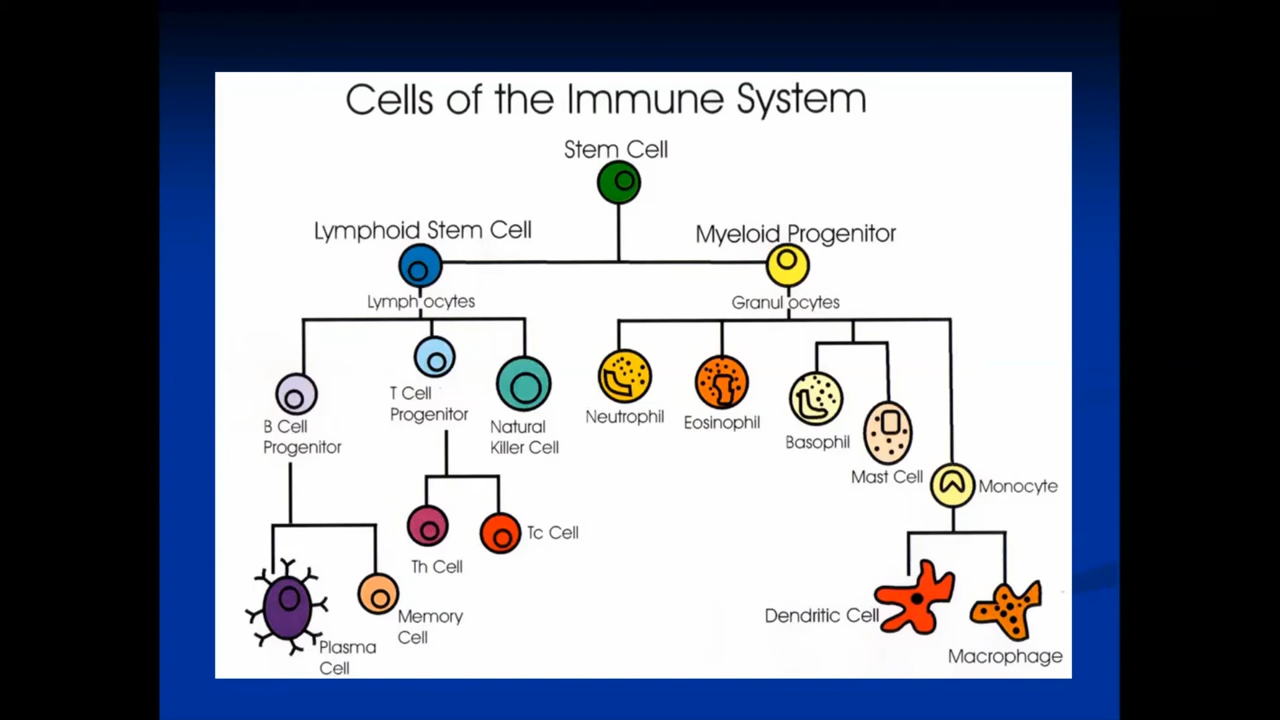 Cells of the Immune System
Stem Cell
Lymphoid Stem Cell
Myeloid Progenitor
Lymphocytes
Granulocytes
B Cell
Progenitor
T Cell
Progenitor
Natural
Killer Cell
Neutrophil
Eosinophil
Basophil
Mast Cell
Monocyte
Th Cell
Tc Cell
Plasma
Cell
Memory
Cell
Dendritic Cell
Macrophage